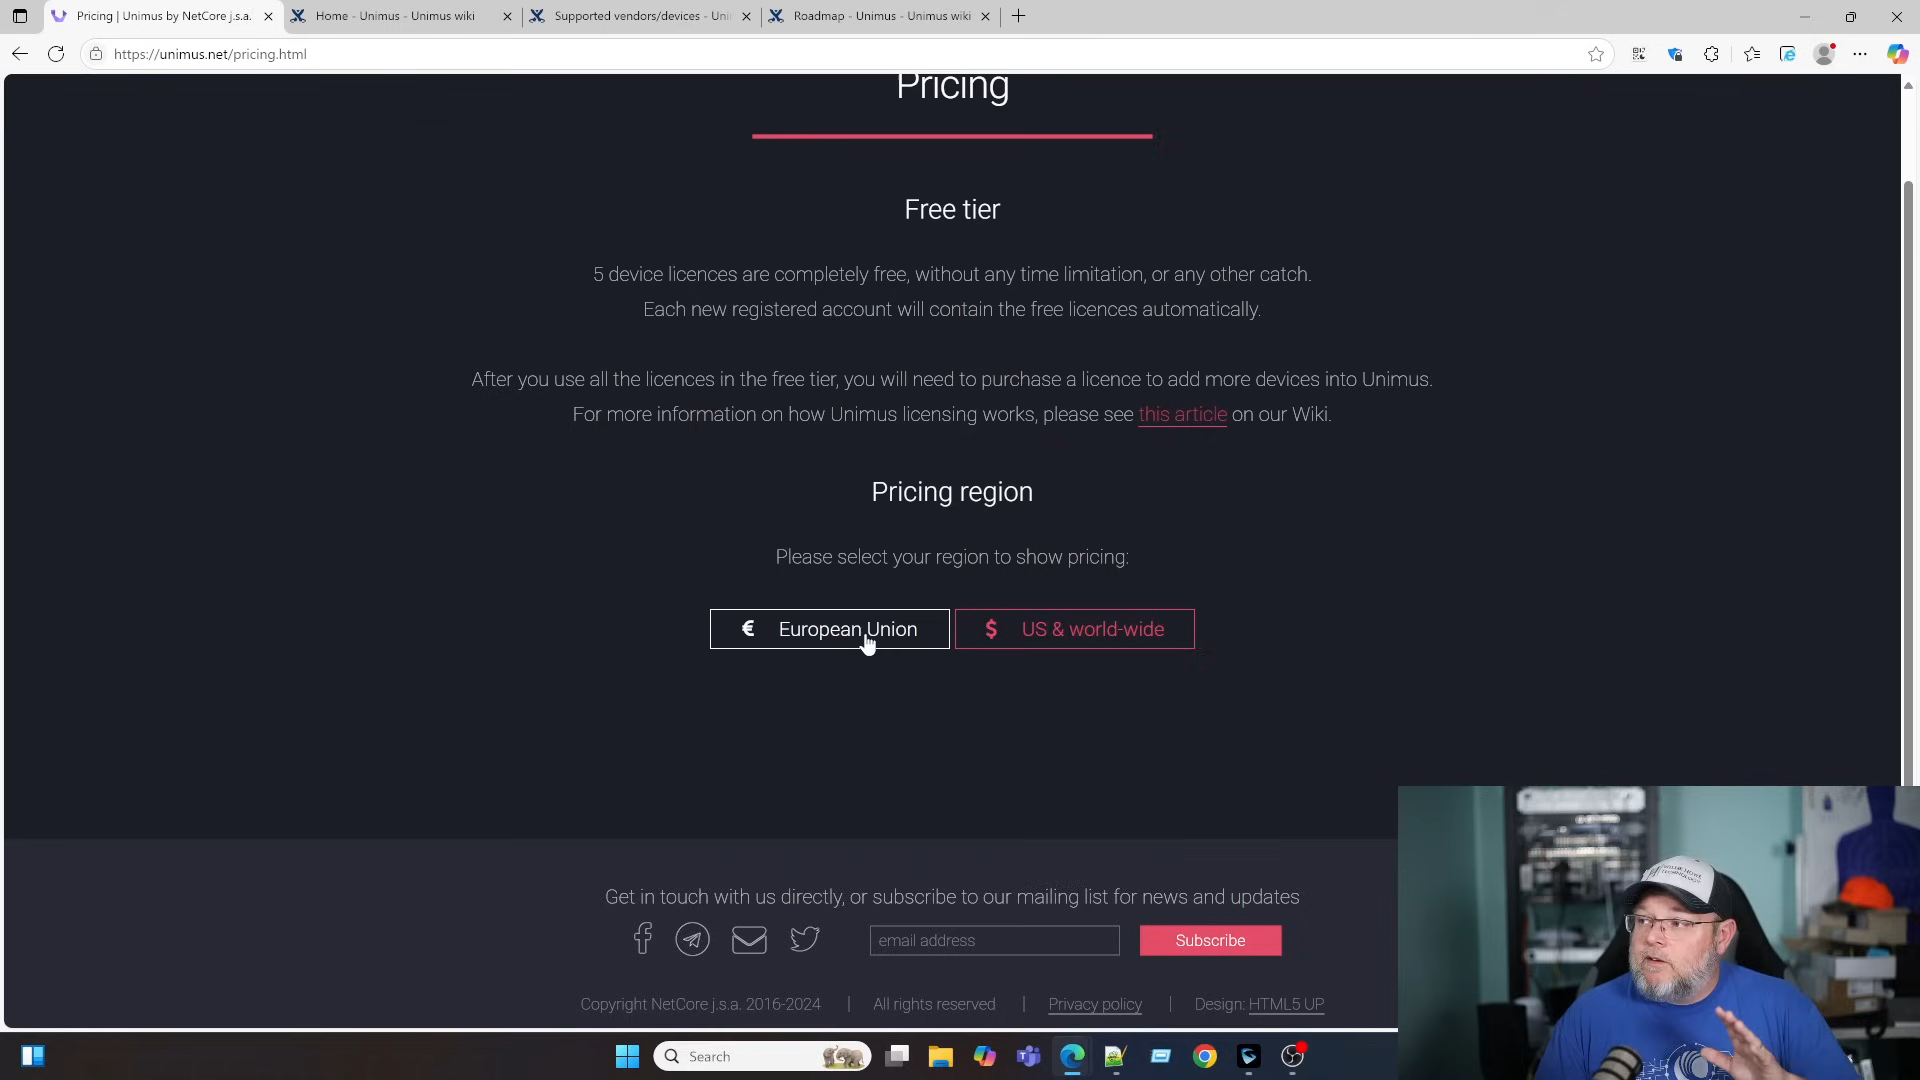 Pricing | Unimus by NetCore j.s.a.
Home - Unimus - Unimus wiki
Supported vendors/devices - Uni
Roadmap - Unimus - Unimus wiki
https://unimus.net/pricing.html
Pricing
Free tier
5 device licences are completely free, without any time limitation, or any other catch.
Each new registered account will contain the free licences automatically.
After you use all the licences in the free tier, you will need to purchase a licence to add more devices into Unimus.
For more information on how Unimus licensing works, please see this article on our Wiki.
Pricing region
Please select your region to show pricing:
€ European Union
$ US & world-wide
Get in touch with us directly, or subscribe to our mailing list for news and updates
email address
Subscribe
Copyright NetCore j.s.a. 2016-2024 | All rights reserved | Privacy policy | Design: HTML5 UP
Search